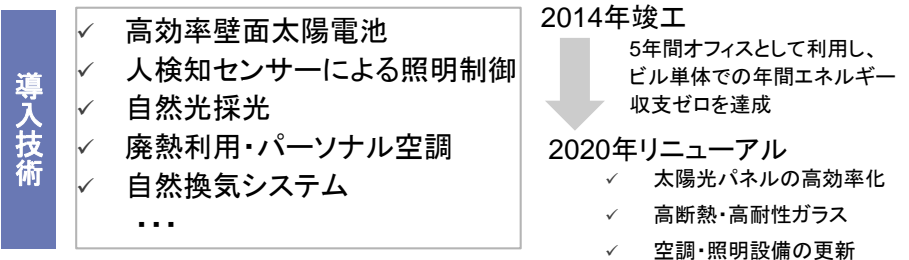 導入技術
✓ 高効率壁面太陽電池
✓ 人検知センサーによる照明制御
✓ 自然光採光
✓ 廃熱利用・パーソナル空調
✓ 自然換気システム
・・・
2014年竣工
5年間オフィスとして利用し、
ビル単体での年間エネルギー
収支ゼロを達成
2020年リニューアル
✓ 太陽光パネルの高効率化
✓ 高断熱・高耐性ガラス
✓ 空調・照明設備の更新